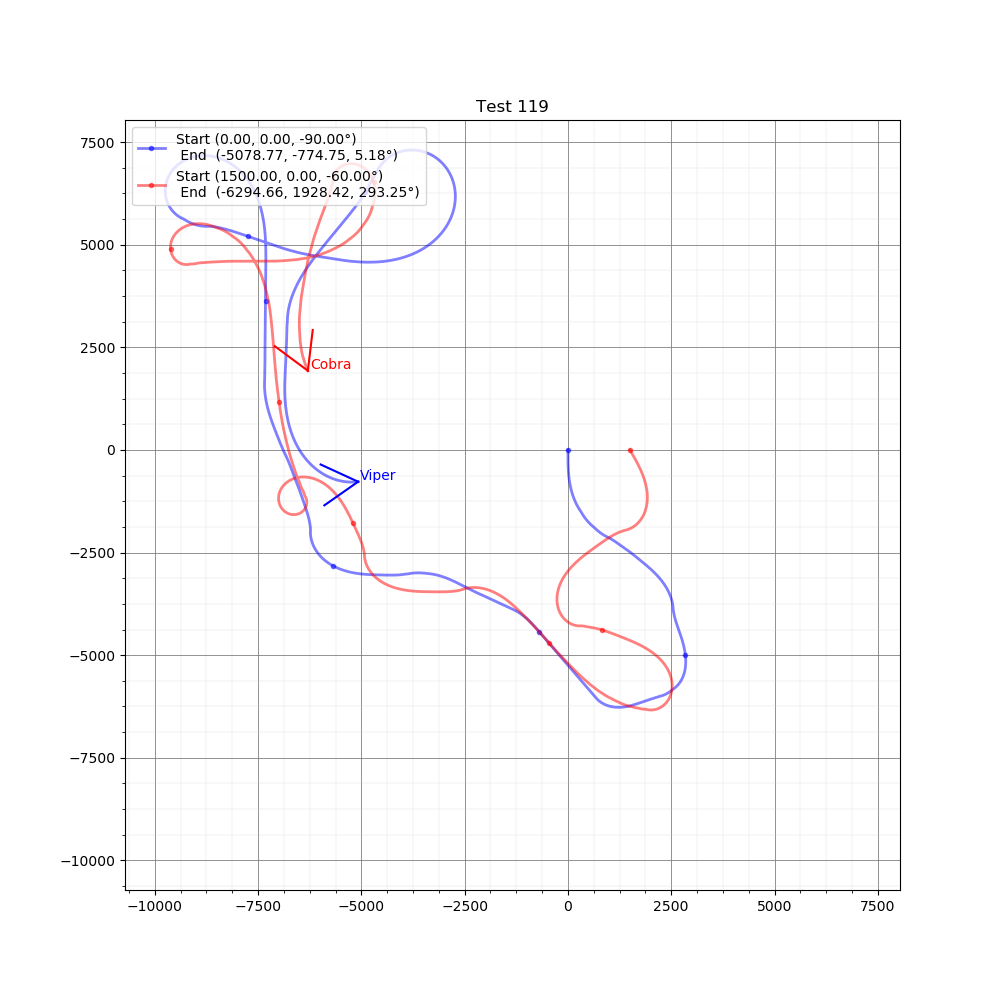 Test 119
Start (0.00, 0.00, -90.00°)
End (-5078.77, -774.75, 5.18°)
Start (1500.00, 0.00, -60.00°)
End (-6294.66, 1928.42, 293.25°)
7500
5000
2500
0
−2500
−5000
−7500
−10000
Cobra
Viper
−10000 −7500 −5000 −2500 0 2500 5000 7500